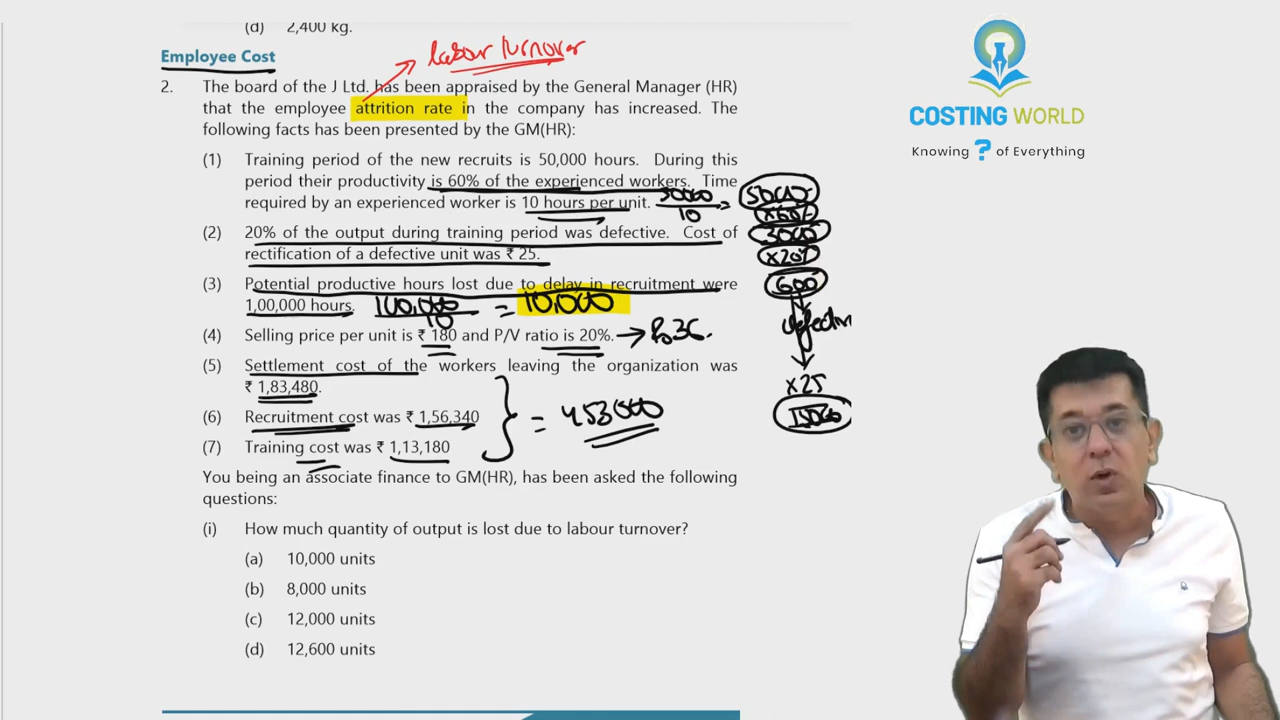 (d) 2,400 kg.
Employee Cost
labour turnover
2. The board of the J Ltd. has been appraised by the General Manager (HR)
that the employee attrition rate in the company has increased. The
following facts has been presented by the GM(HR):
(1) Training period of the new recruits is 50,000 hours. During this
period their productivity is 60% of the experienced workers. Time
required by an experienced worker is 10 hours per unit. 50000/10 = 5000
x60%
(2) 20% of the output during training period was defective. Cost of 3000
rectification of a defective unit was ₹ 25. x20%
(3) Potential productive hours lost due to delay in recruitment were 600
1,00,000 hours. 100,000/10 = 10,000
(4) Selling price per unit is ₹ 180 and P/V ratio is 20%. → Rs 36.
(5) Settlement cost of the workers leaving the organization was
₹ 1,83,480. x25
(6) Recruitment cost was ₹ 1,56,340 = 453000 15000
(7) Training cost was ₹ 1,13,180
You being an associate finance to GM(HR), has been asked the following
questions:
(i) How much quantity of output is lost due to labour turnover?
(a) 10,000 units
(b) 8,000 units
(c) 12,000 units
(d) 12,600 units
COSTING WORLD
Knowing ? of Everything